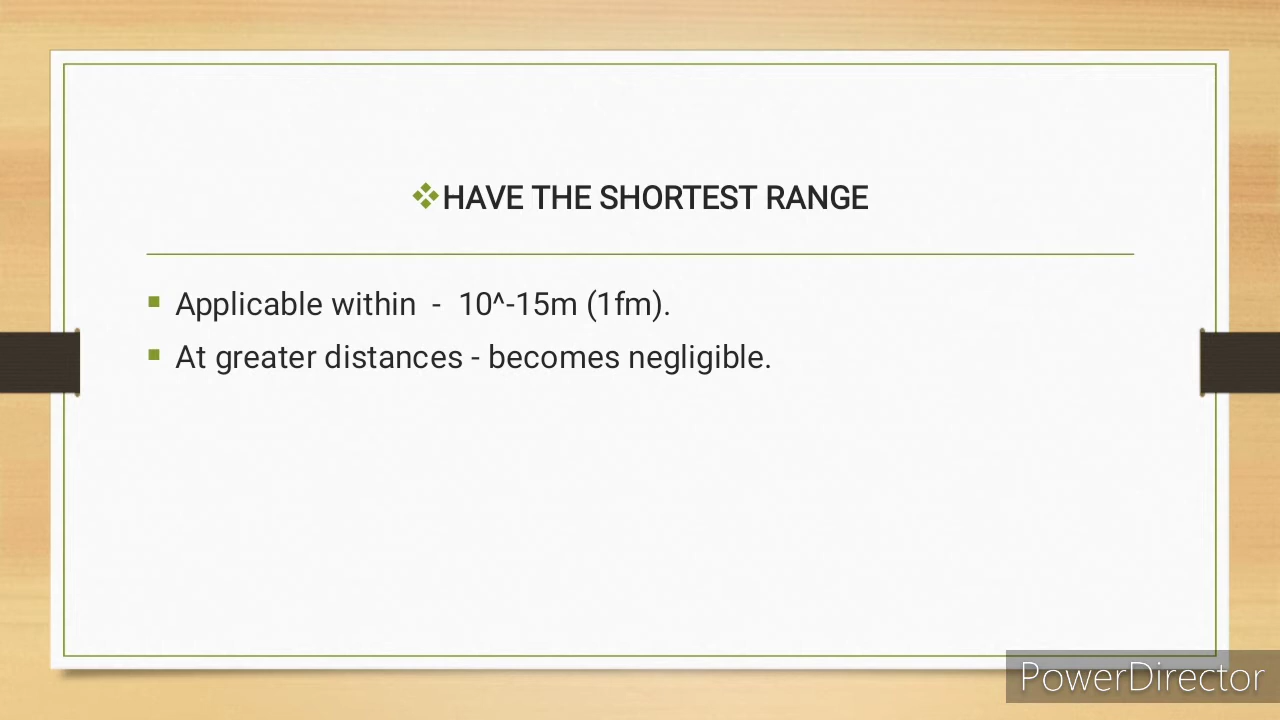 ❖HAVE THE SHORTEST RANGE
▪ Applicable within - 10^-15m (1fm).
▪ At greater distances - becomes negligible.
PowerDirector